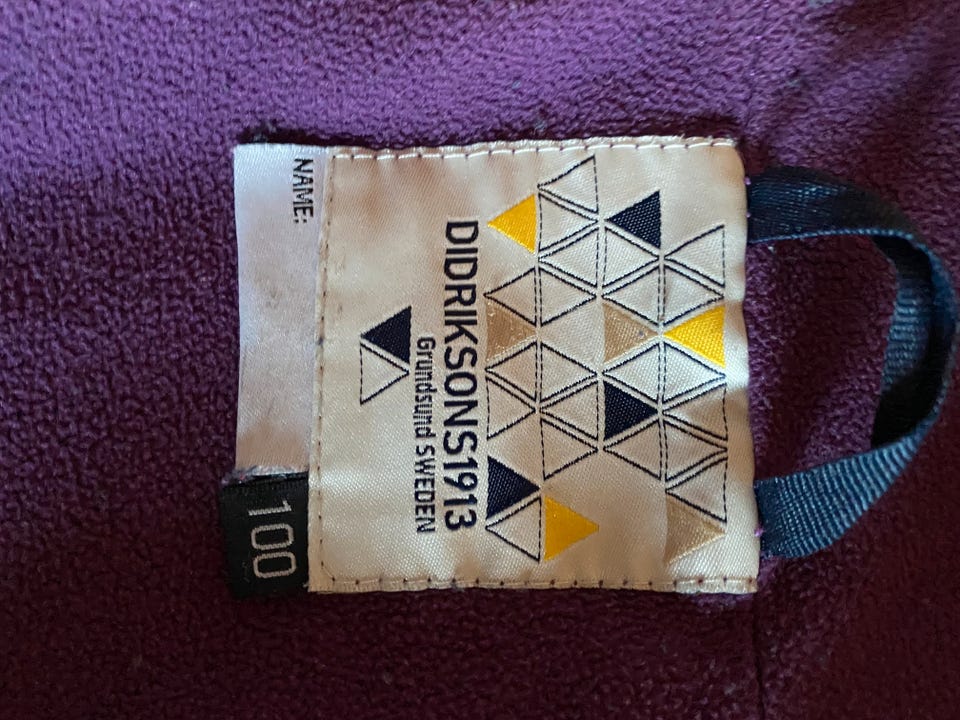 DIDRIKSONS1913
Grundsund SWEDEN
NAME:
100